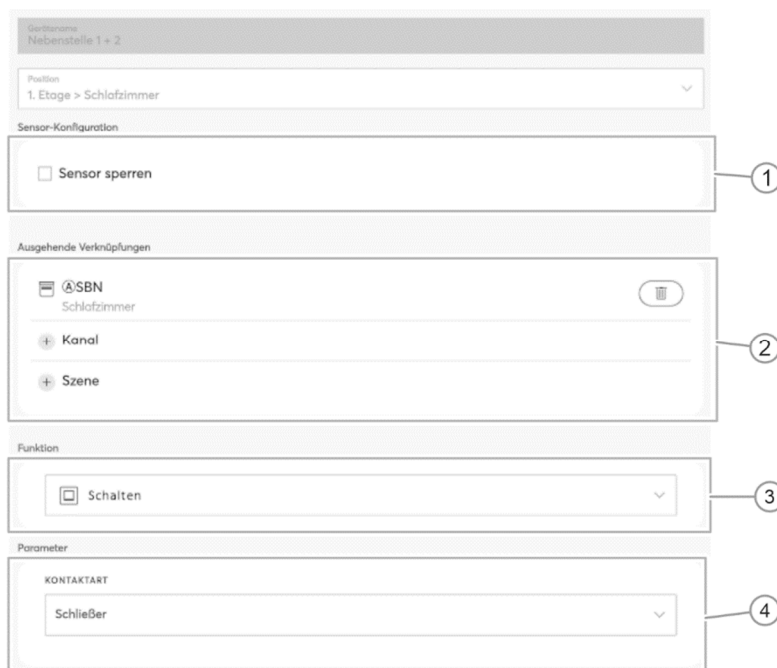 Gerätename
Nebenstelle 1 + 2
Position
1. Etage > Schlafzimmer
Sensor-Konfiguration
Sensor sperren
1
Ausgehende Verknüpfungen
ⒶSBN
Schlafzimmer
+ Kanal
2
+ Szene
Funktion
Schalten
3
Parameter
KONTAKTART
Schließer
4